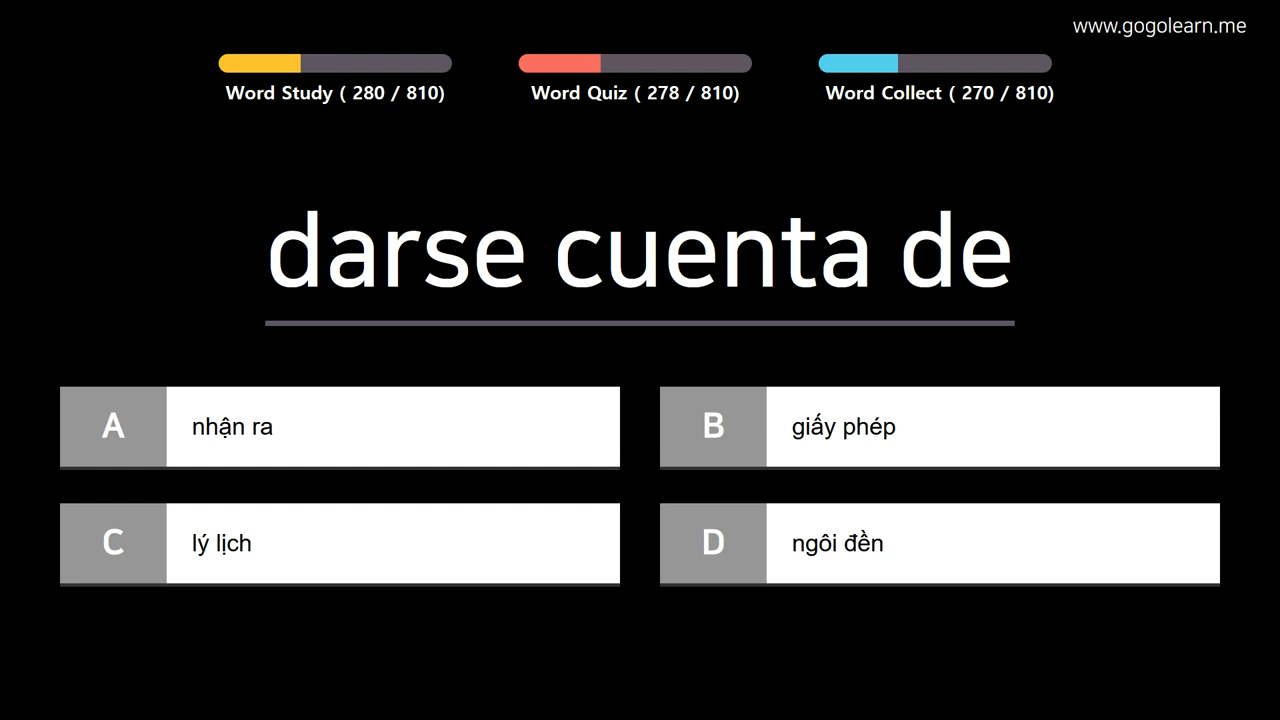 www.gogolearn.me
Word Study ( 280 / 810)
Word Quiz ( 278 / 810)
Word Collect ( 270 / 810)
darse cuenta de
A nhận ra
B giấy phép
C lý lịch
D ngôi đền